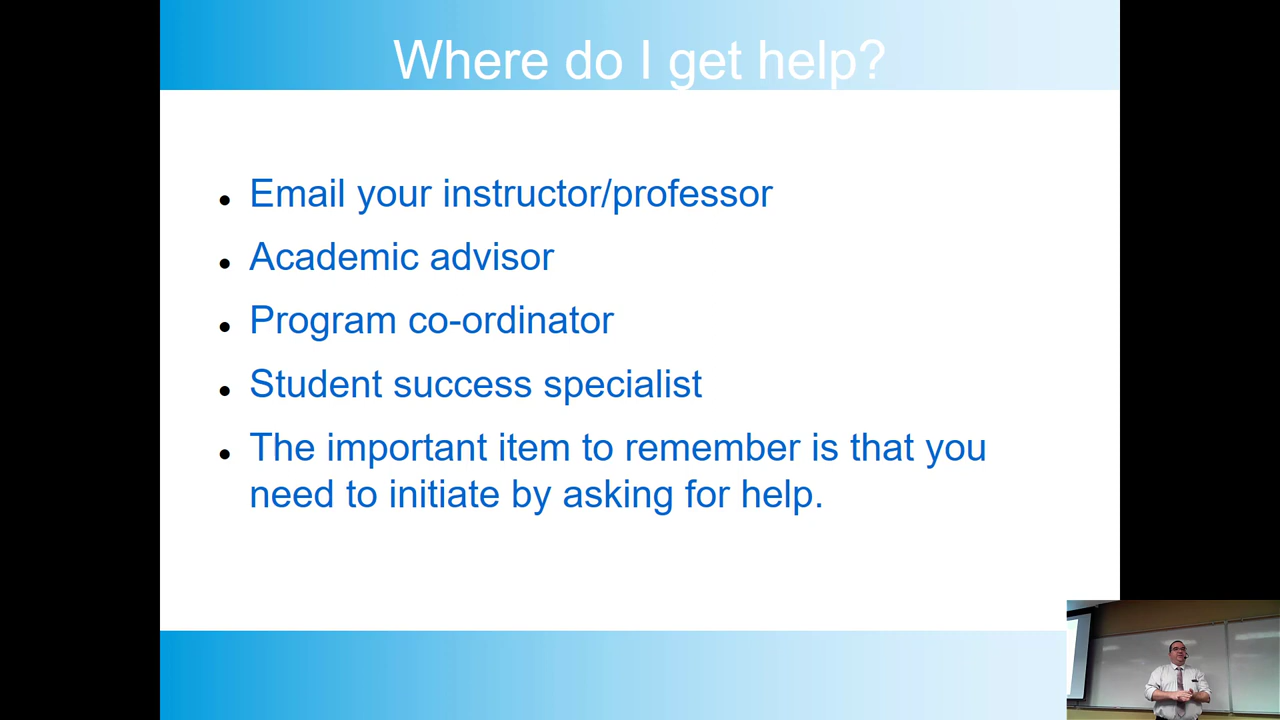 Where do I get help?
Email your instructor/professor
Academic advisor
Program co-ordinator
Student success specialist
The important item to remember is that you
need to initiate by asking for help.